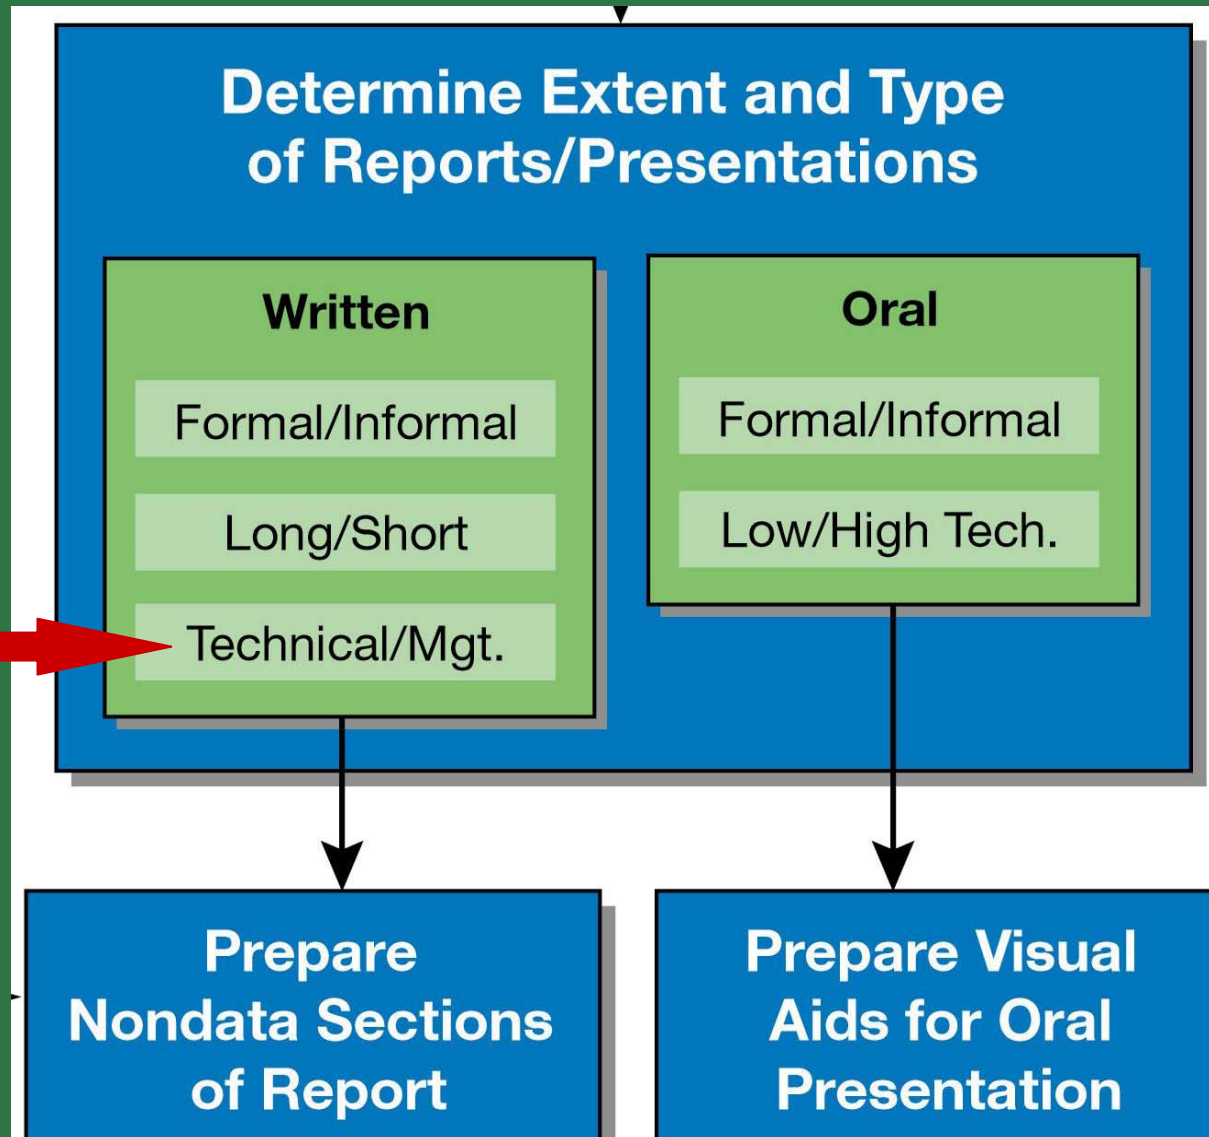 Determine Extent and Type
of Reports/Presentations
Written
Formal/Informal
Long/Short
Technical/Mgt.
Oral
Formal/Informal
Low/High Tech.
Prepare
Nondata Sections
of Report
Prepare Visual
Aids for Oral
Presentation